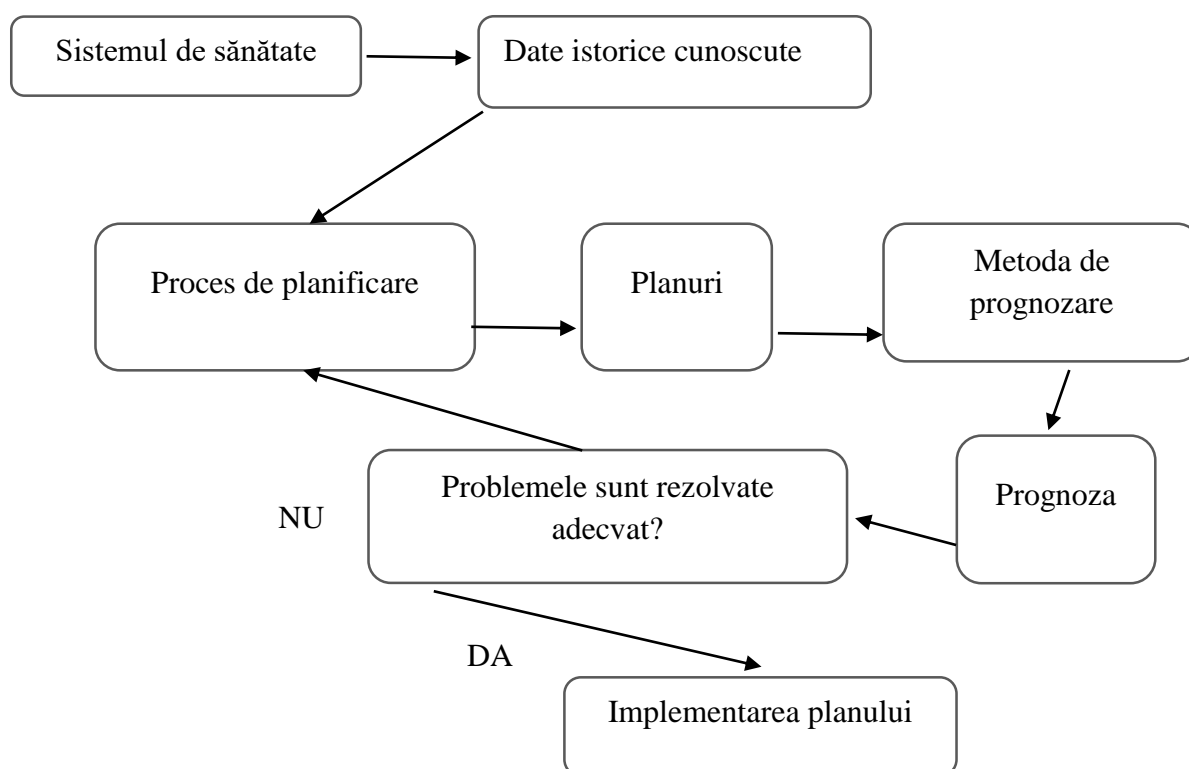 Sistemul de sănătate
Date istorice cunoscute
Proces de planificare
Planuri
Metoda de
prognozare
Problemele sunt rezolvate
adecvat?
Prognoza
NU
DA
Implementarea planului